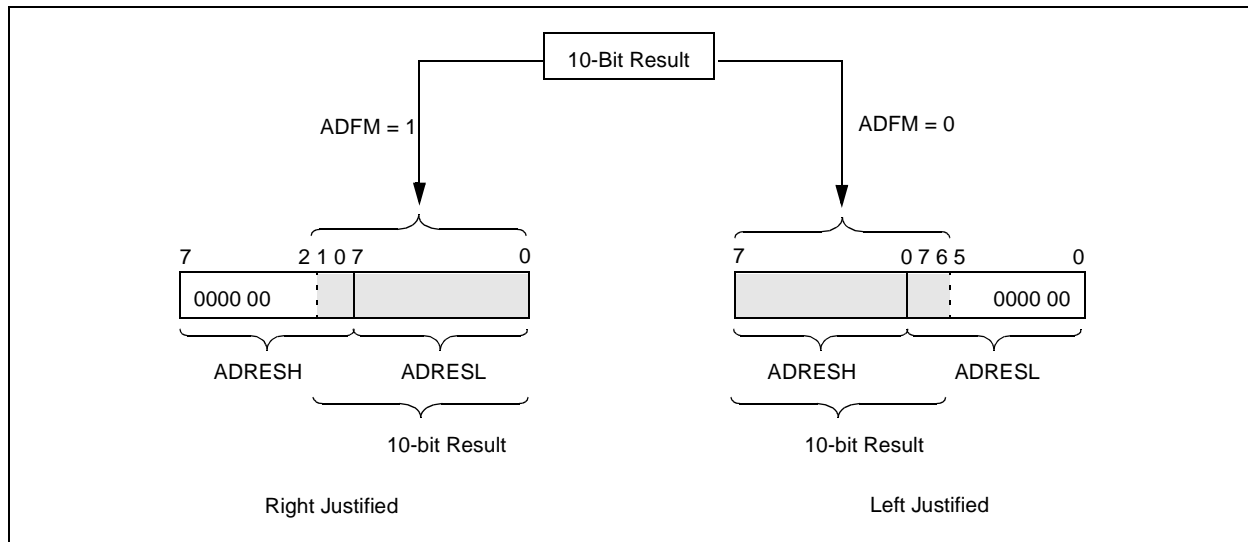 10-Bit Result
ADFM = 1
ADFM = 0
7 2 1 0 7 0
7 0 7 6 5 0
0000 00
0000 00
ADRESH ADRESL
ADRESH ADRESL
10-bit Result
10-bit Result
Right Justified
Left Justified